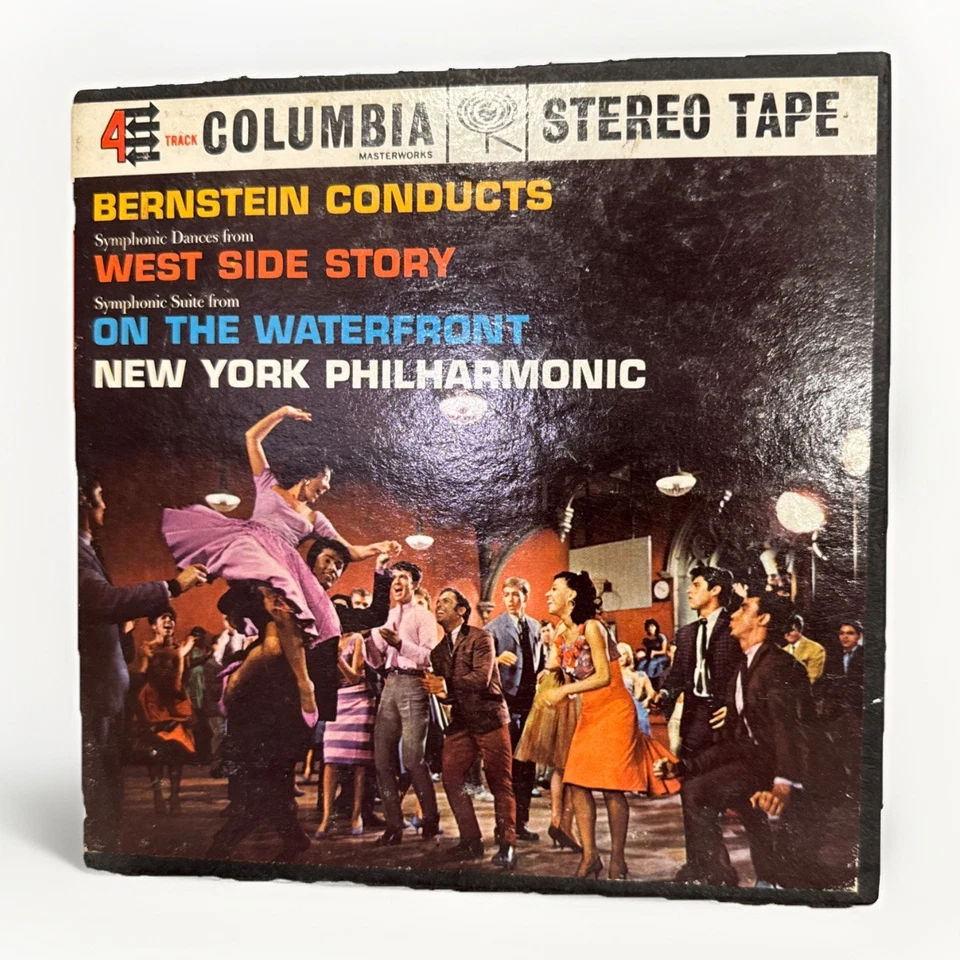 4 TRACK COLUMBIA STEREO TAPE
MASTERWORKS
BERNSTEIN CONDUCTS
Symphonic Dances from
WEST SIDE STORY
Symphonic Suite from
ON THE WATERFRONT
NEW YORK PHILHARMONIC